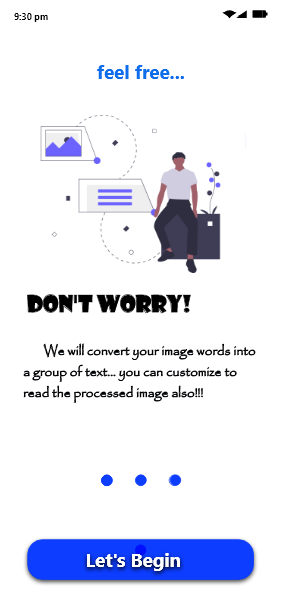 9:30 pm
feel free...
DON'T WORRY!
We will convert your image words into
a group of text... you can customize to
read the processed image also!!!
Let's Begin